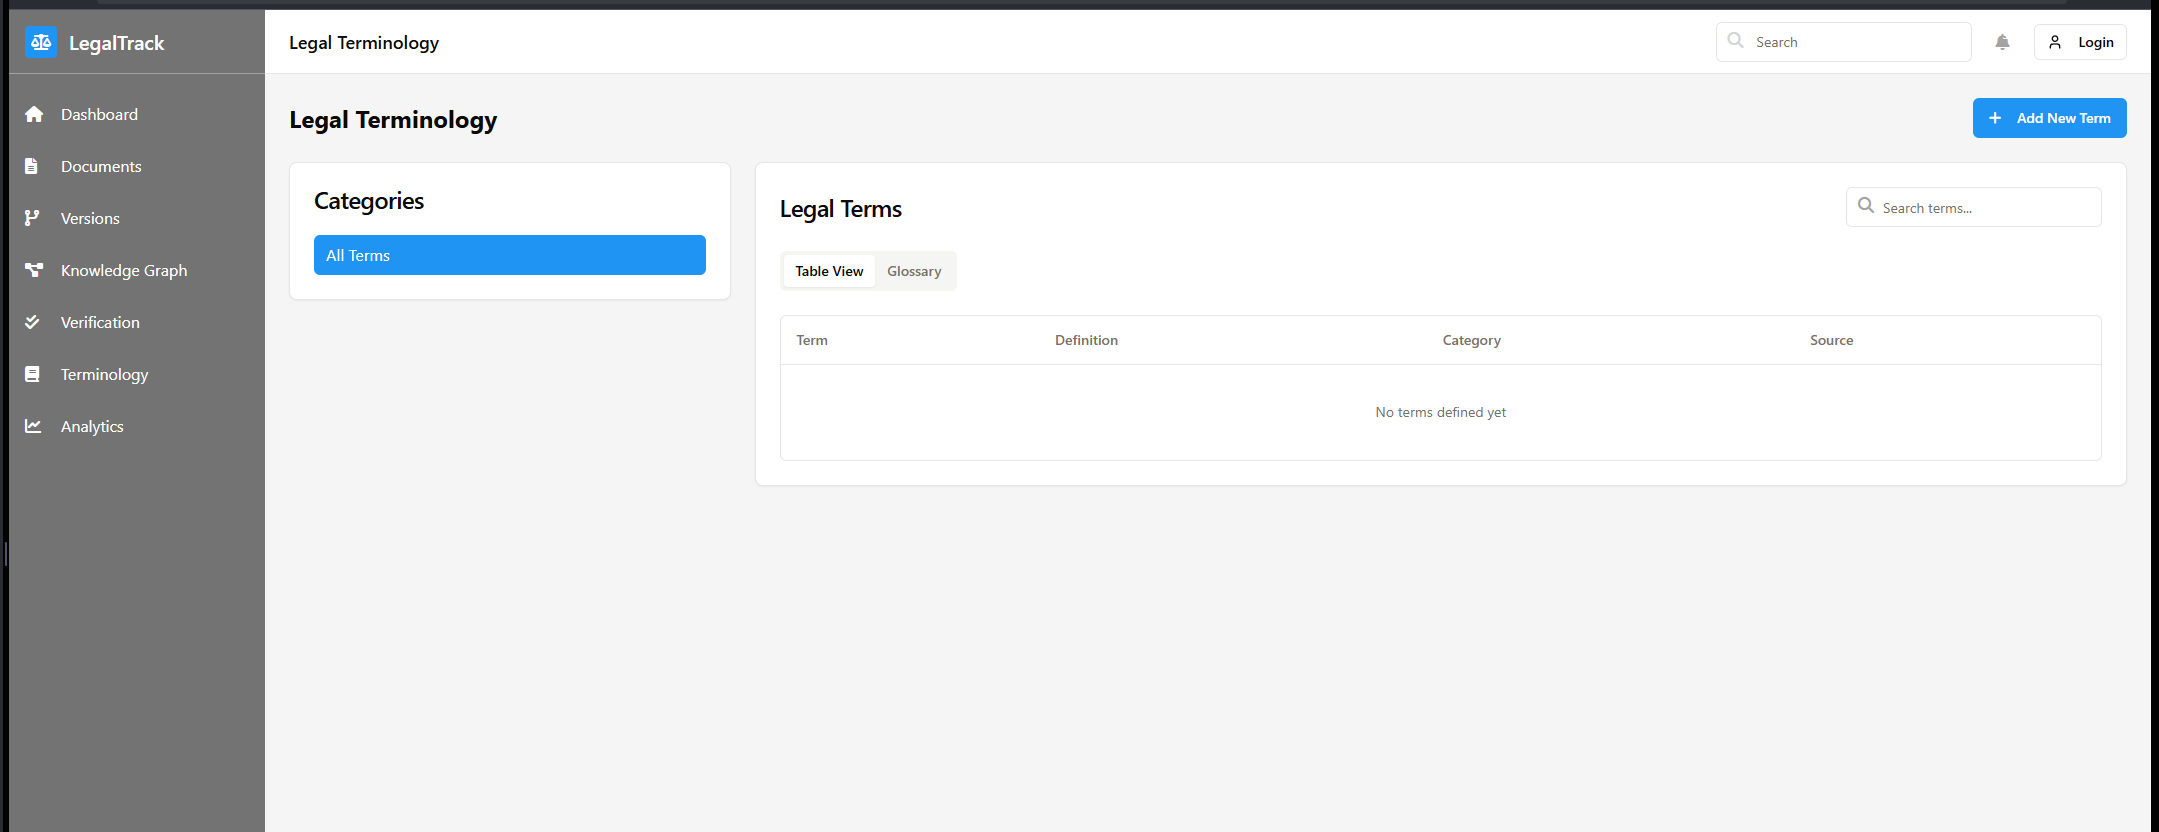 LegalTrack
Dashboard
Documents
Versions
Knowledge Graph
Verification
Terminology
Analytics
Legal Terminology
Search
Login
Legal Terminology
Add New Term
Categories
All Terms
Legal Terms
Search terms...
Table View Glossary
Term Definition Category Source
No terms defined yet